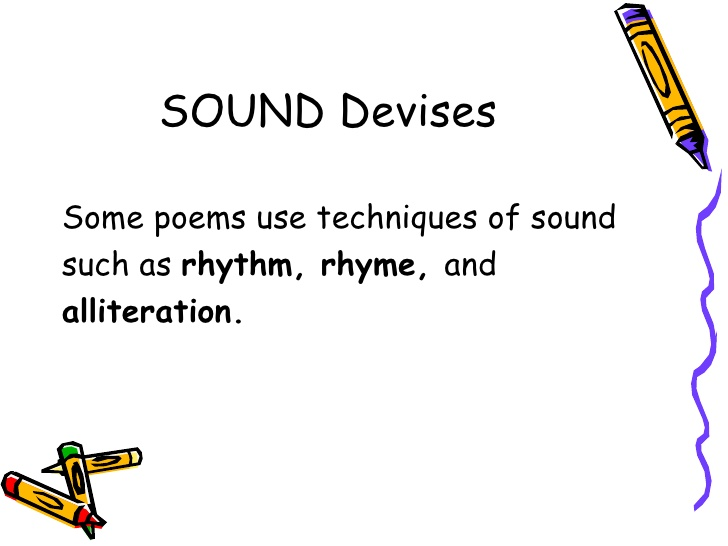 SOUND Devises
Some poems use techniques of sound
such as rhythm, rhyme, and
alliteration.